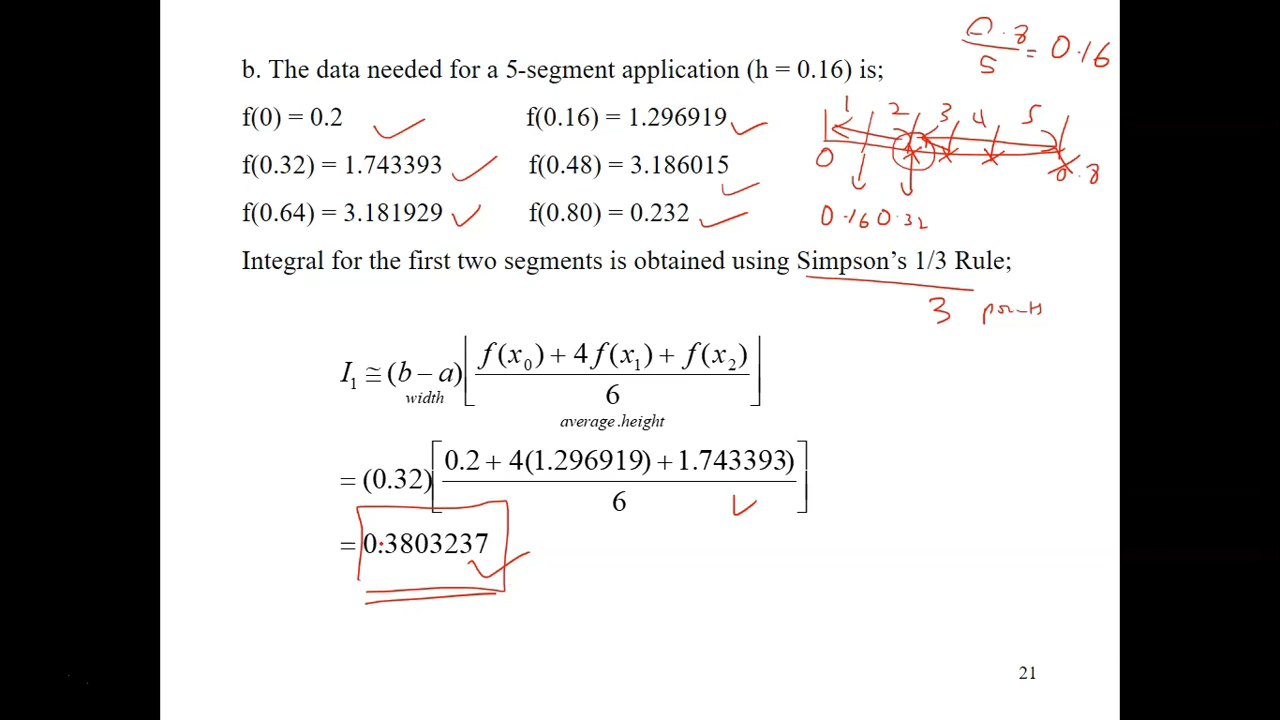 0.8/5 = 0.16
b. The data needed for a 5-segment application (h = 0.16) is;
f(0) = 0.2 f(0.16) = 1.296919
f(0.32) = 1.743393 f(0.48) = 3.186015
f(0.64) = 3.181929 f(0.80) = 0.232
1 2 3 4 5
0 0.8
0.16 0.32
Integral for the first two segments is obtained using Simpson's 1/3 Rule;
3 points
I₁ ≅ (b − a) [ f(x₀) + 4 f(x₁) + f(x₂) / 6 ]
width average.height
= (0.32) [ 0.2 + 4(1.296919) + 1.743393) / 6 ]
= 0.3803237
21